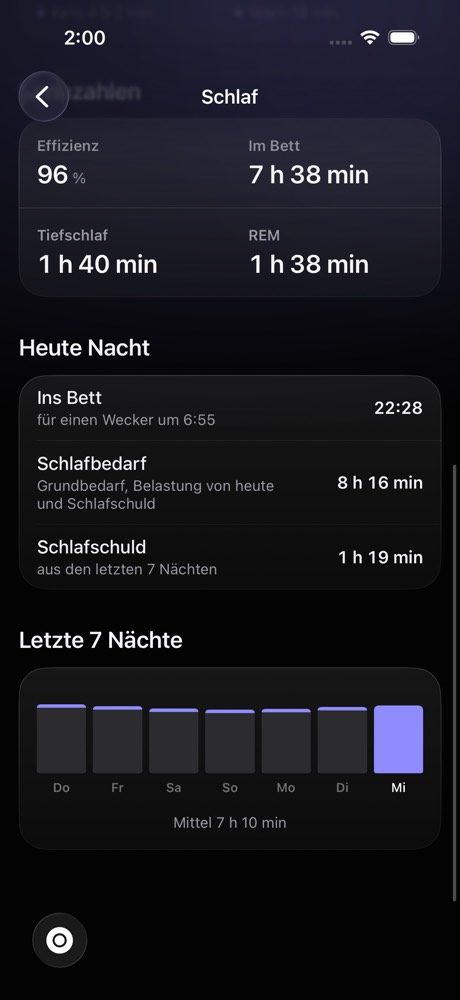 2:00
Schlaf
Effizienz
Im Bett
96 %
7 h 38 min
Tiefschlaf
REM
1 h 40 min
1 h 38 min
Heute Nacht
Ins Bett
für einen Wecker um 6:55
22:28
Schlafbedarf
Grundbedarf, Belastung von heute
und Schlafschuld
8 h 16 min
Schlafschuld
aus den letzten 7 Nächten
1 h 19 min
Letzte 7 Nächte
Do Fr Sa So Mo Di Mi
Mittel 7 h 10 min